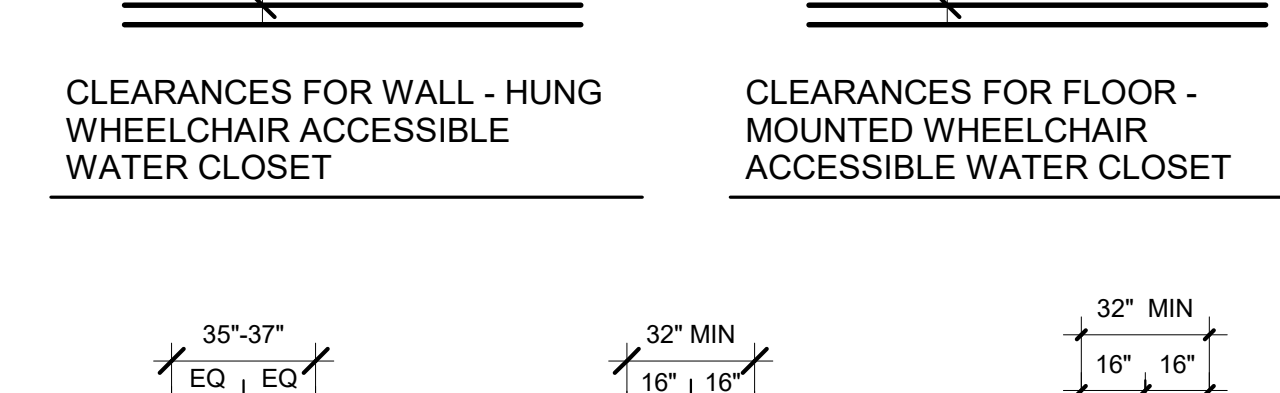 CLEARANCES FOR WALL - HUNG
WHEELCHAIR ACCESSIBLE
WATER CLOSET
CLEARANCES FOR FLOOR -
MOUNTED WHEELCHAIR
ACCESSIBLE WATER CLOSET
35"-37"
EQ EQ
32" MIN
16" 16"
32" MIN
16" 16"